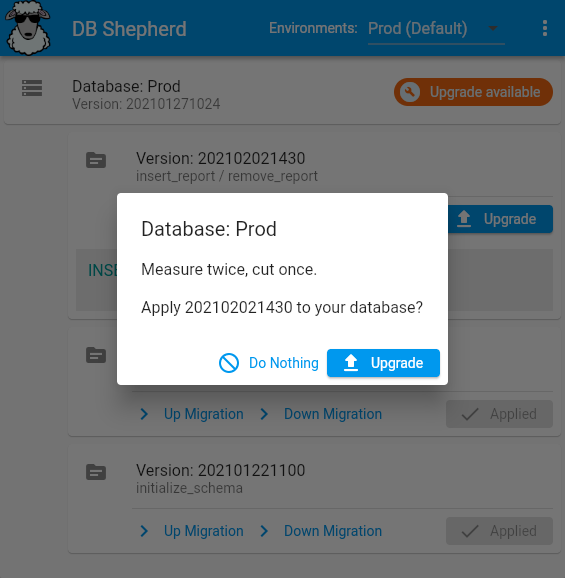 DB Shepherd
Environments:
Prod (Default)
Database: Prod
Version: 202101271024
Upgrade available
Version: 202102021430
insert_report / remove_report
Upgrade
INSE
Database: Prod
Measure twice, cut once.
Apply 202102021430 to your database?
Do Nothing
Upgrade
Up Migration
Down Migration
Applied
Version: 202101221100
initialize_schema
Up Migration
Down Migration
Applied